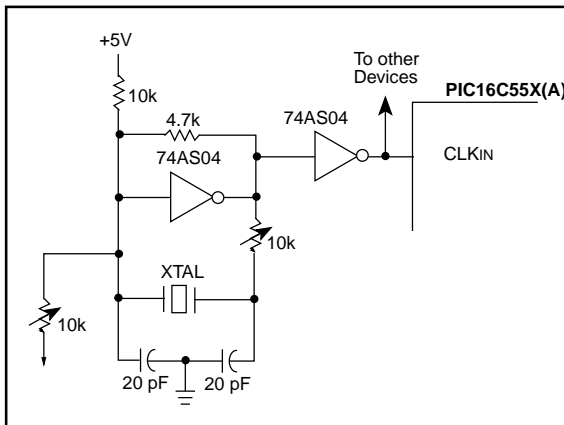 +5V
To other
Devices
PIC16C55X(A)
10k
4.7k
74AS04
74AS04
CLKIN
10k
XTAL
10k
20 pF
20 pF